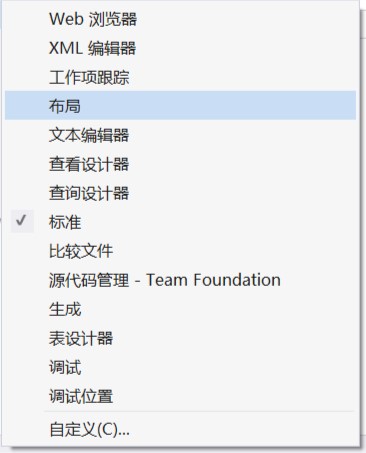 Web 浏览器
XML 编辑器
工作项跟踪
布局
文本编辑器
查看设计器
查询设计器
标准
比较文件
源代码管理 - Team Foundation
生成
表设计器
调试
调试位置
自定义(C)...